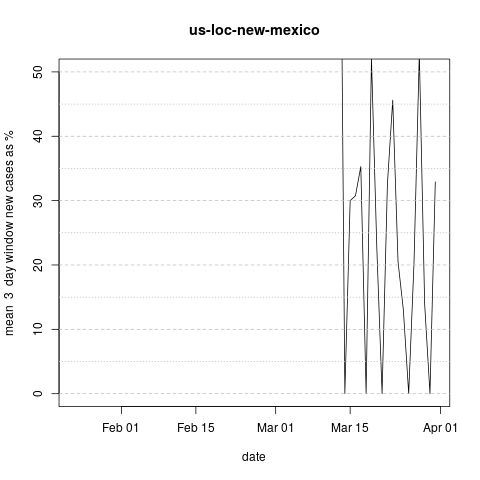 us-loc-new-mexico
mean  3  day window new cases as %
50
40
30
20
10
0
Feb 01
Feb 15
Mar 01
Mar 15
Apr 01
date